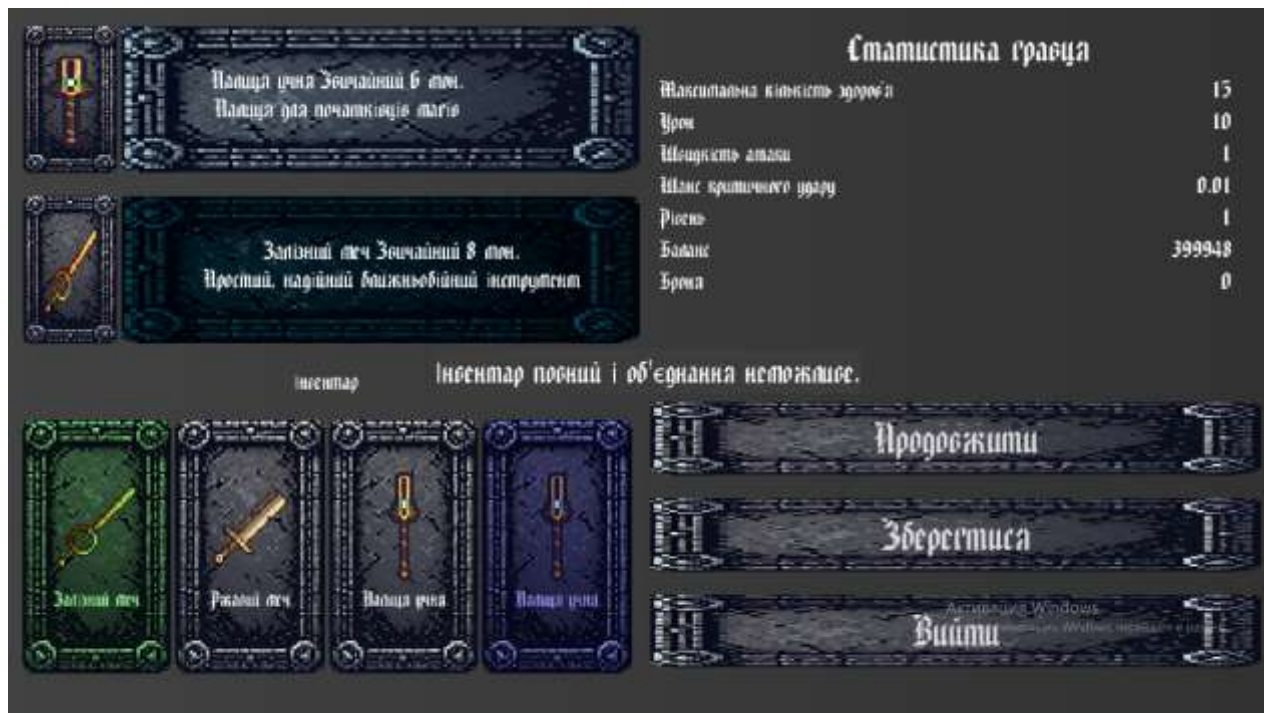 Палиця учня Звичайний 6 мон.
Палиця для початківців магів
Залізний меч Звичайний 8 мон.
Простий, надійний ближньобійний інструмент
Статистика гравця
Максимальна кількість здоров'я 15
Урон 10
Швидкість атаки 1
Шанс критичного удару 0.01
Рівень 1
Баланс 399948
Броня 0
Інвентар
Інвентар повний і об'єднання неможливе.
Залізний меч
Ржавий меч
Палиця учня
Палиця учня
Продовжити
Зберегтися
Вийти
Активация Windows